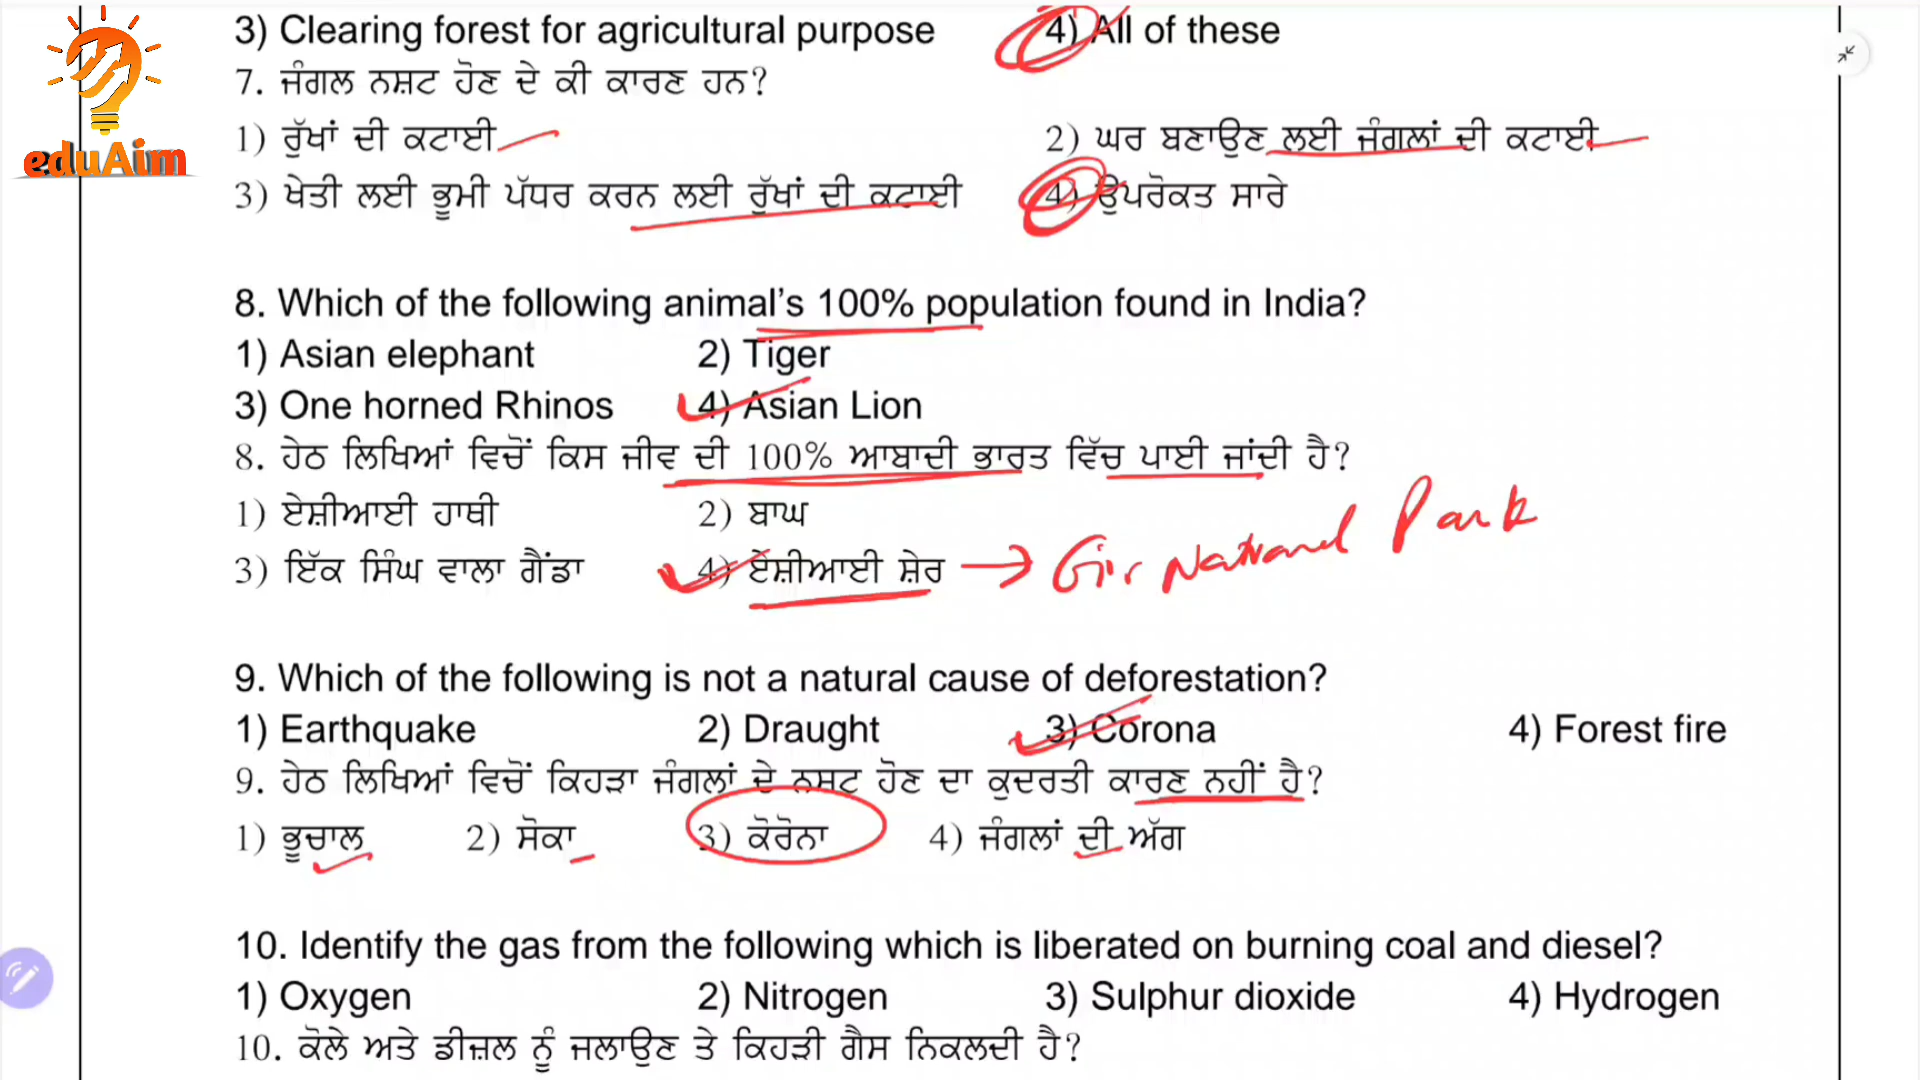 3) Clearing forest for agricultural purpose 4) All of these
eduAim
7. ਜੰਗਲ ਨਸ਼ਟ ਹੋਣ ਦੇ ਕੀ ਕਾਰਣ ਹਨ?
1) ਰੁੱਖਾਂ ਦੀ ਕਟਾਈ 2) ਘਰ ਬਣਾਉਣ ਲਈ ਜੰਗਲਾਂ ਦੀ ਕਟਾਈ
3) ਖੇਤੀ ਲਈ ਭੂਮੀ ਪੱਧਰ ਕਰਨ ਲਈ ਰੁੱਖਾਂ ਦੀ ਕਟਾਈ 4) ਉਪਰੋਕਤ ਸਾਰੇ
8. Which of the following animal’s 100% population found in India?
1) Asian elephant 2) Tiger
3) One horned Rhinos 4) Asian Lion
8. ਹੇਠ ਲਿਖਿਆਂ ਵਿਚੋਂ ਕਿਸ ਜੀਵ ਦੀ 100% ਆਬਾਦੀ ਭਾਰਤ ਵਿੱਚ ਪਾਈ ਜਾਂਦੀ ਹੈ?
1) ਏਸ਼ੀਆਈ ਹਾਥੀ 2) ਬਾਘ
3) ਇੱਕ ਸਿੰਘ ਵਾਲਾ ਗੈਂਡਾ 4) ਏਸ਼ੀਆਈ ਸ਼ੇਰ → Gir National Park
9. Which of the following is not a natural cause of deforestation?
1) Earthquake 2) Draught 3) Corona 4) Forest fire
9. ਹੇਠ ਲਿਖਿਆਂ ਵਿਚੋਂ ਕਿਹੜਾ ਜੰਗਲਾਂ ਦੇ ਨਸ਼ਟ ਹੋਣ ਦਾ ਕੁਦਰਤੀ ਕਾਰਣ ਨਹੀਂ ਹੈ?
1) ਭੂਚਾਲ 2) ਸੋਕਾ 3) ਕੋਰੋਨਾ 4) ਜੰਗਲਾਂ ਦੀ ਅੱਗ
10. Identify the gas from the following which is liberated on burning coal and diesel?
1) Oxygen 2) Nitrogen 3) Sulphur dioxide 4) Hydrogen
10. ਕੋਲੇ ਅਤੇ ਡੀਜ਼ਲ ਨੂੰ ਜਲਾਉਣ ਤੇ ਕਿਹੜੀ ਗੈਸ ਨਿਕਲਦੀ ਹੈ?